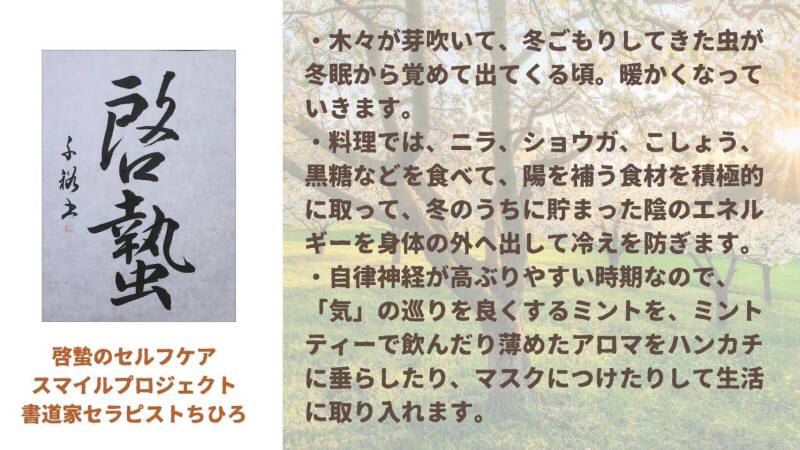 啓蟄
千裕書
啓蟄のセルフケア
スマイルプロジェクト
書道家セラピストちひろ
・木々が芽吹いて、冬ごもりしてきた虫が
冬眠から覚めて出てくる頃。暖かくなって
いきます。
・料理では、ニラ、ショウガ、こしょう、
黒糖などを食べて、陽を補う食材を積極的
に取って、冬のうちに貯まった陰のエネル
ギーを身体の外へ出して冷えを防ぎます。
・自律神経が高ぶりやすい時期なので、
「気」の巡りを良くするミントを、ミント
ティーで飲んだり薄めたアロマをハンカチ
に垂らしたり、マスクにつけたりして生活
に取り入れます。